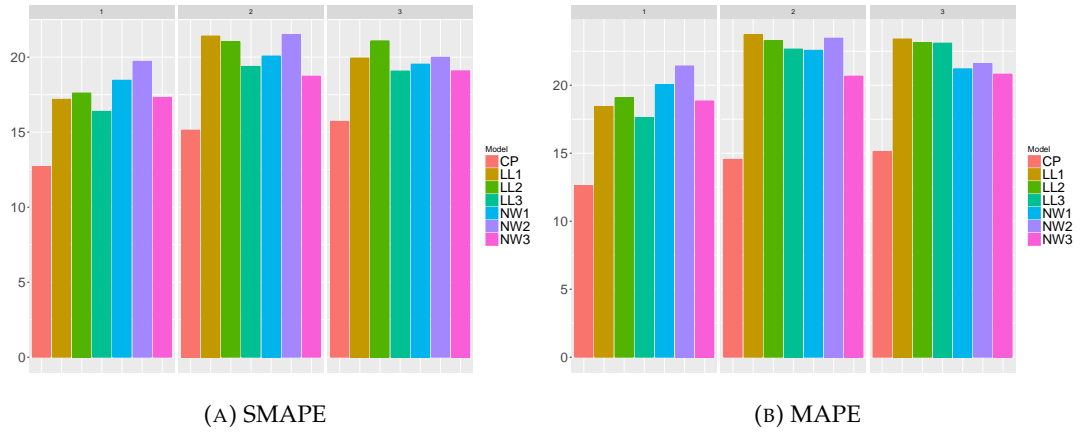 1 2 3
20
15
10
5
0
Model
CP
LL1
LL2
LL3
NW1
NW2
NW3
(A) SMAPE
1 2 3
20
15
10
5
0
Model
CP
LL1
LL2
LL3
NW1
NW2
NW3
(B) MAPE